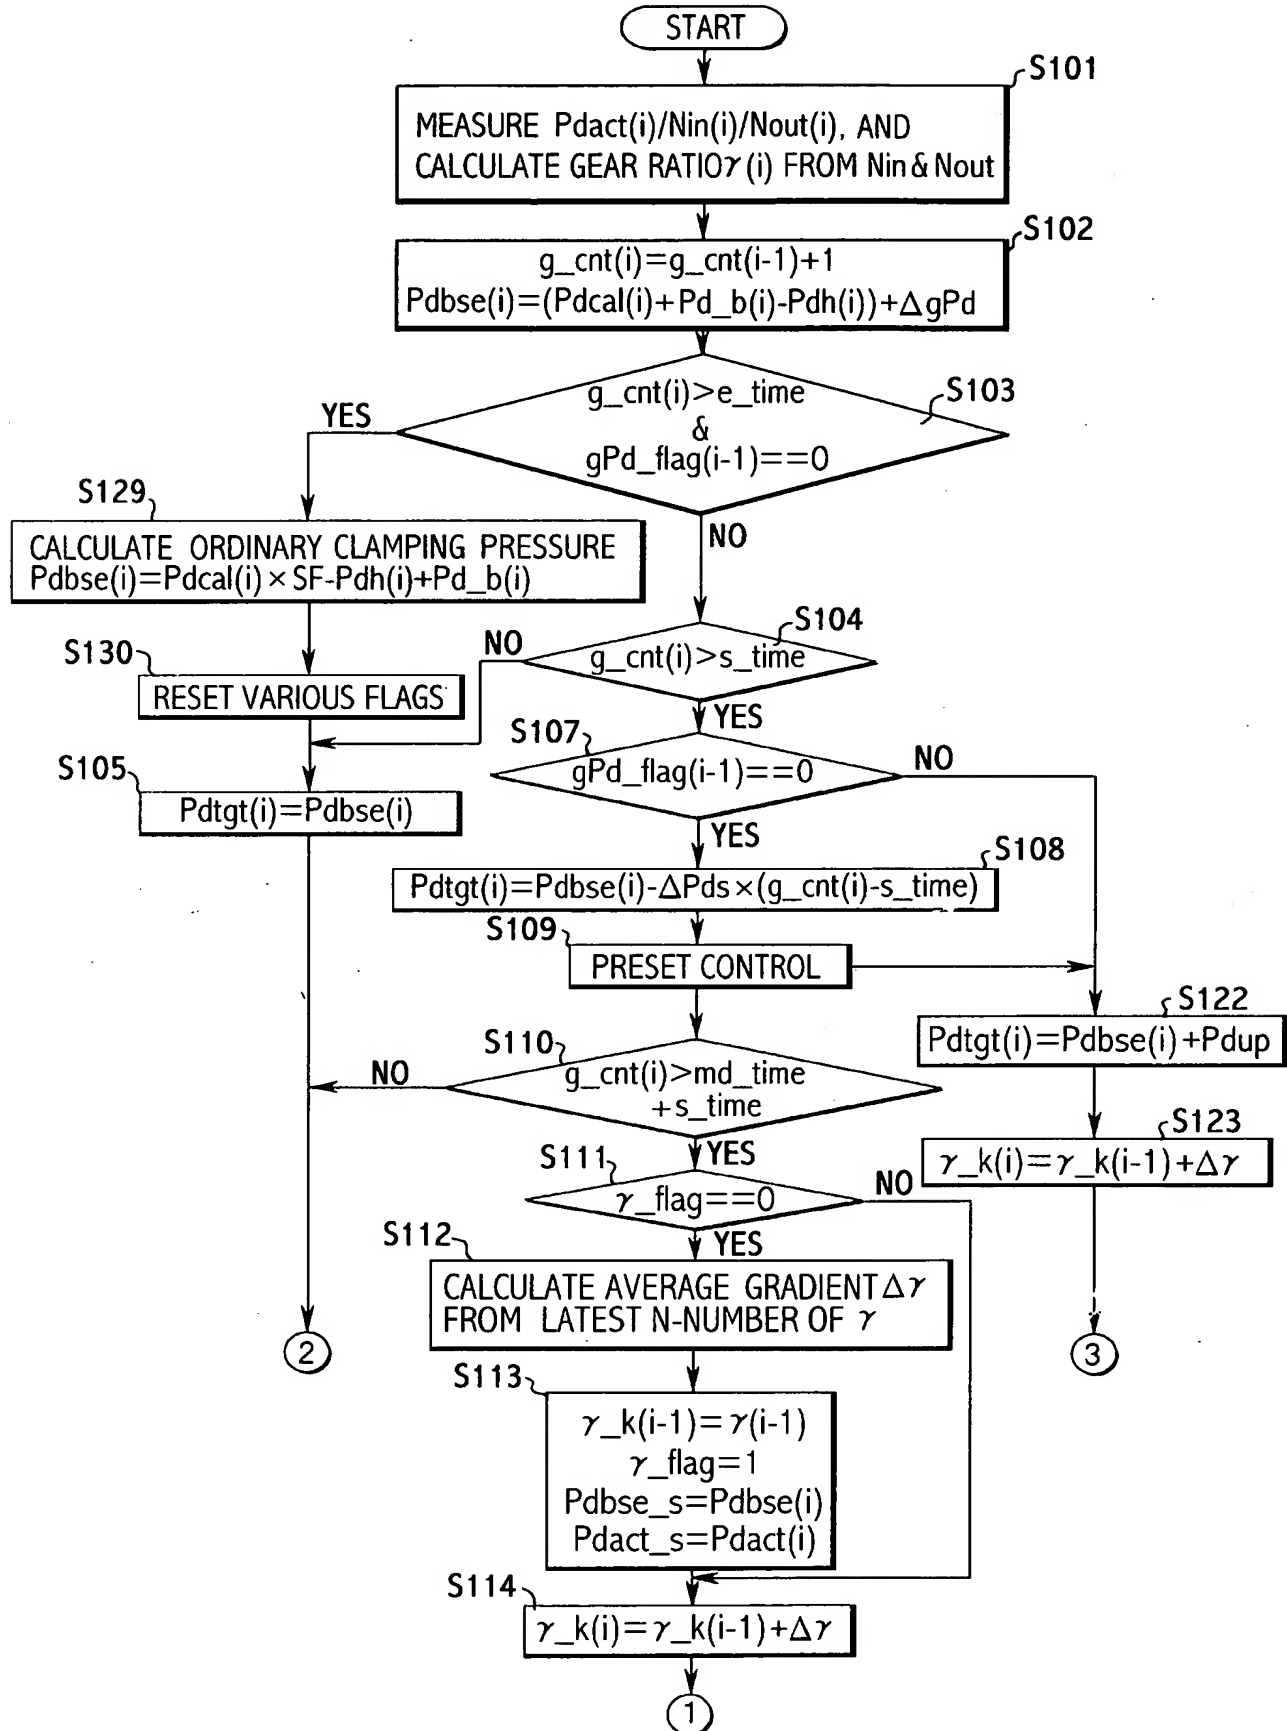 START
S101
MEASURE Pdact(i)/Nin(i)/Nout(i), AND
CALCULATE GEAR RATIOγ(i) FROM Nin & Nout
S102
g_cnt(i)=g_cnt(i-1)+1
Pdbse(i)=(Pdcal(i)+Pd_b(i)-Pdh(i))+ΔgPd
S103
g_cnt(i)>e_time
&
gPd_flag(i-1)==0
YES
NO
S129
CALCULATE ORDINARY CLAMPING PRESSURE
Pdbse(i)=Pdcal(i)×SF-Pdh(i)+Pd_b(i)
S104
g_cnt(i)>s_time
NO
YES
S130
RESET VARIOUS FLAGS
S107
gPd_flag(i-1)==0
NO
YES
S105
Pdtgt(i)=Pdbse(i)
S108
Pdtgt(i)=Pdbse(i)-ΔPds×(g_cnt(i)-s_time)
S109
PRESET CONTROL
S122
Pdtgt(i)=Pdbse(i)+Pdup
S110
g_cnt(i)>md_time
+s_time
NO
YES
S123
γ_k(i)=γ_k(i-1)+Δγ
S111
γ_flag==0
NO
YES
S112
CALCULATE AVERAGE GRADIENT Δγ
FROM LATEST N-NUMBER OF γ
2
3
S113
γ_k(i-1)=γ(i-1)
γ_flag=1
Pdbse_s=Pdbse(i)
Pdact_s=Pdact(i)
S114
γ_k(i)=γ_k(i-1)+Δγ
1